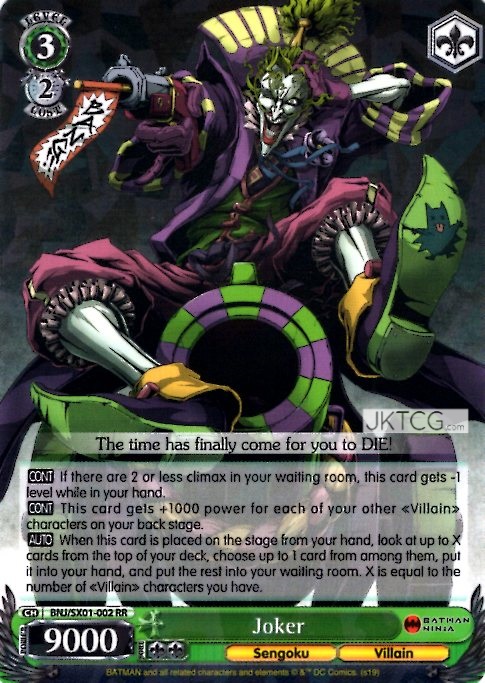 LEVEL
3
2
COST
BANG!
JKTCG.com
The time has finally come for you to DIE!
CONT If there are 2 or less climax in your waiting room, this card gets -1
level while in your hand.
CONT This card gets +1000 power for each of your other «Villain»
characters on your back stage.
AUTO When this card is placed on the stage from your hand, look at up to X
cards from the top of your deck, choose up to 1 card from among them, put
it into your hand, and put the rest into your waiting room. X is equal to the
number of «Villain» characters you have.
CH BNJ/SX01-002 RR
Joker
BATMAN
NINJA
POWER
9000
SOUL
Sengoku
Villain
BATMAN and all related characters and elements © & ™ DC Comics. (s19)